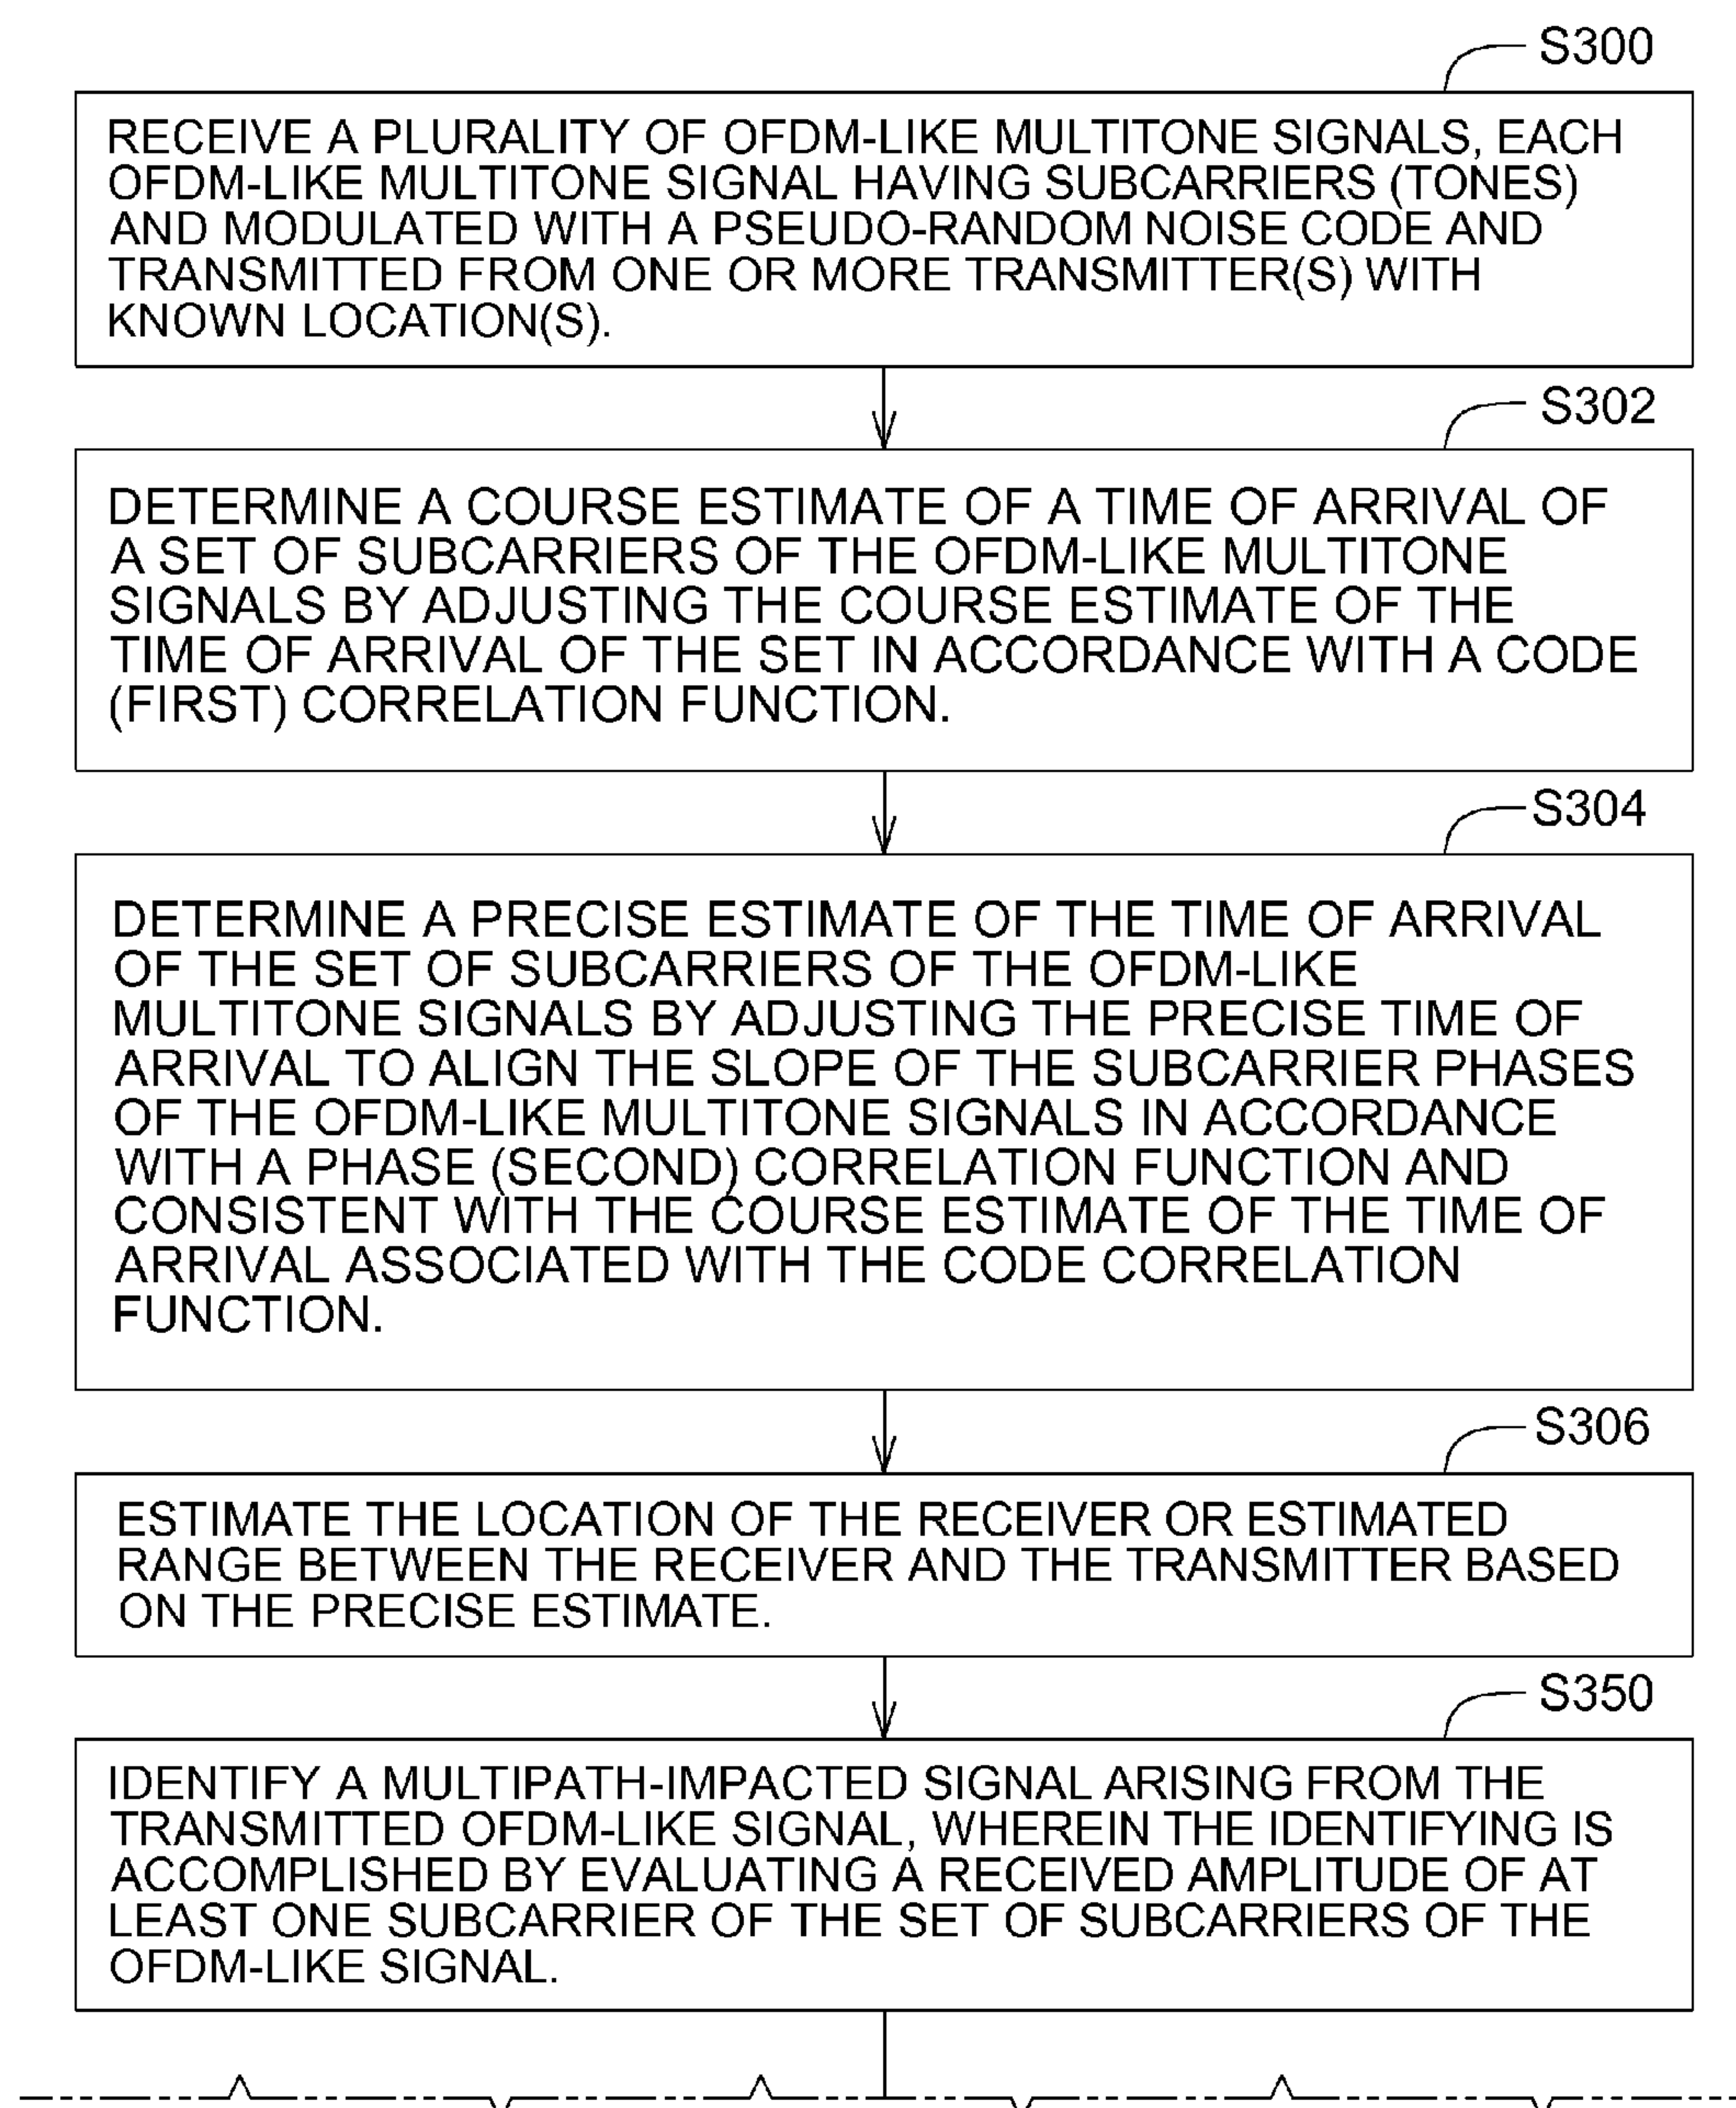 S300
RECEIVE A PLURALITY OF OFDM-LIKE MULTITONE SIGNALS, EACH
OFDM-LIKE MULTITONE SIGNAL HAVING SUBCARRIERS (TONES)
AND MODULATED WITH A PSEUDO-RANDOM NOISE CODE AND
TRANSMITTED FROM ONE OR MORE TRANSMITTER(S) WITH
KNOWN LOCATION(S).
S302
DETERMINE A COURSE ESTIMATE OF A TIME OF ARRIVAL OF
A SET OF SUBCARRIERS OF THE OFDM-LIKE MULTITONE
SIGNALS BY ADJUSTING THE COURSE ESTIMATE OF THE
TIME OF ARRIVAL OF THE SET IN ACCORDANCE WITH A CODE
(FIRST) CORRELATION FUNCTION.
S304
DETERMINE A PRECISE ESTIMATE OF THE TIME OF ARRIVAL
OF THE SET OF SUBCARRIERS OF THE OFDM-LIKE
MULTITONE SIGNALS BY ADJUSTING THE PRECISE TIME OF
ARRIVAL TO ALIGN THE SLOPE OF THE SUBCARRIER PHASES
OF THE OFDM-LIKE MULTITONE SIGNALS IN ACCORDANCE
WITH A PHASE (SECOND) CORRELATION FUNCTION AND
CONSISTENT WITH THE COURSE ESTIMATE OF THE TIME OF
ARRIVAL ASSOCIATED WITH THE CODE CORRELATION
FUNCTION.
S306
ESTIMATE THE LOCATION OF THE RECEIVER OR ESTIMATED
RANGE BETWEEN THE RECEIVER AND THE TRANSMITTER BASED
ON THE PRECISE ESTIMATE.
S350
IDENTIFY A MULTIPATH-IMPACTED SIGNAL ARISING FROM THE
TRANSMITTED OFDM-LIKE SIGNAL, WHEREIN THE IDENTIFYING IS
ACCOMPLISHED BY EVALUATING A RECEIVED AMPLITUDE OF AT
LEAST ONE SUBCARRIER OF THE SET OF SUBCARRIERS OF THE
OFDM-LIKE SIGNAL.